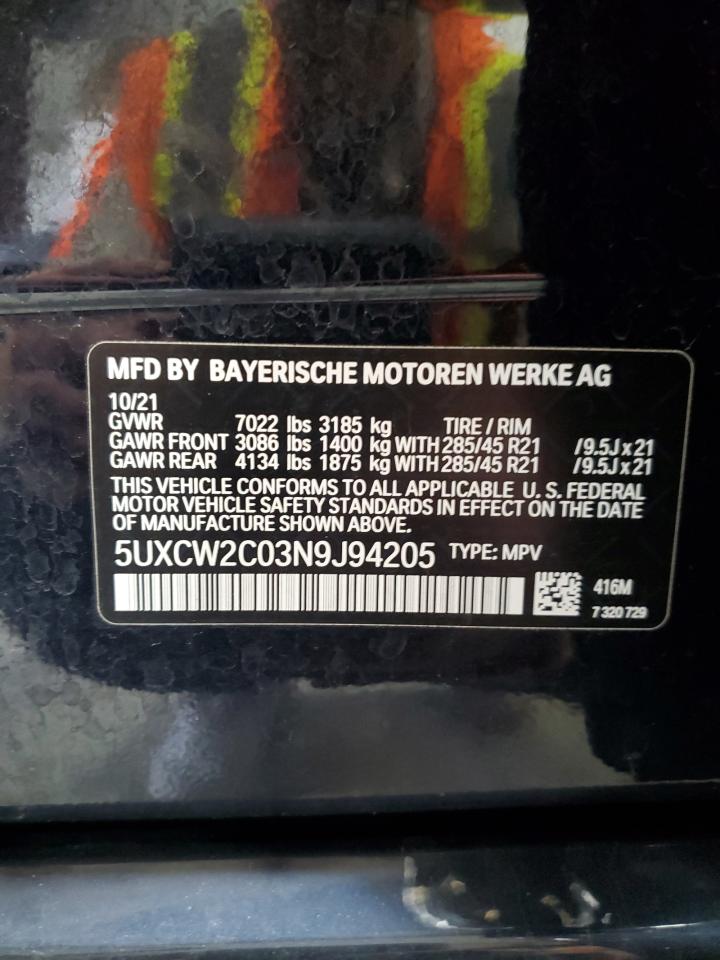 MFD BY BAYERISCHE MOTOREN WERKE AG
10/21
GVWR 7022 lbs 3185 kg TIRE / RIM
GAWR FRONT 3086 lbs 1400 kg WITH 285/45 R21 /9.5J x 21
GAWR REAR 4134 lbs 1875 kg WITH 285/45 R21 /9.5J x 21
THIS VEHICLE CONFORMS TO ALL APPLICABLE U. S. FEDERAL
MOTOR VEHICLE SAFETY STANDARDS IN EFFECT ON THE DATE
OF MANUFACTURE SHOWN ABOVE.
5UXCW2C03N9J94205 TYPE: MPV
416M
7 320 729